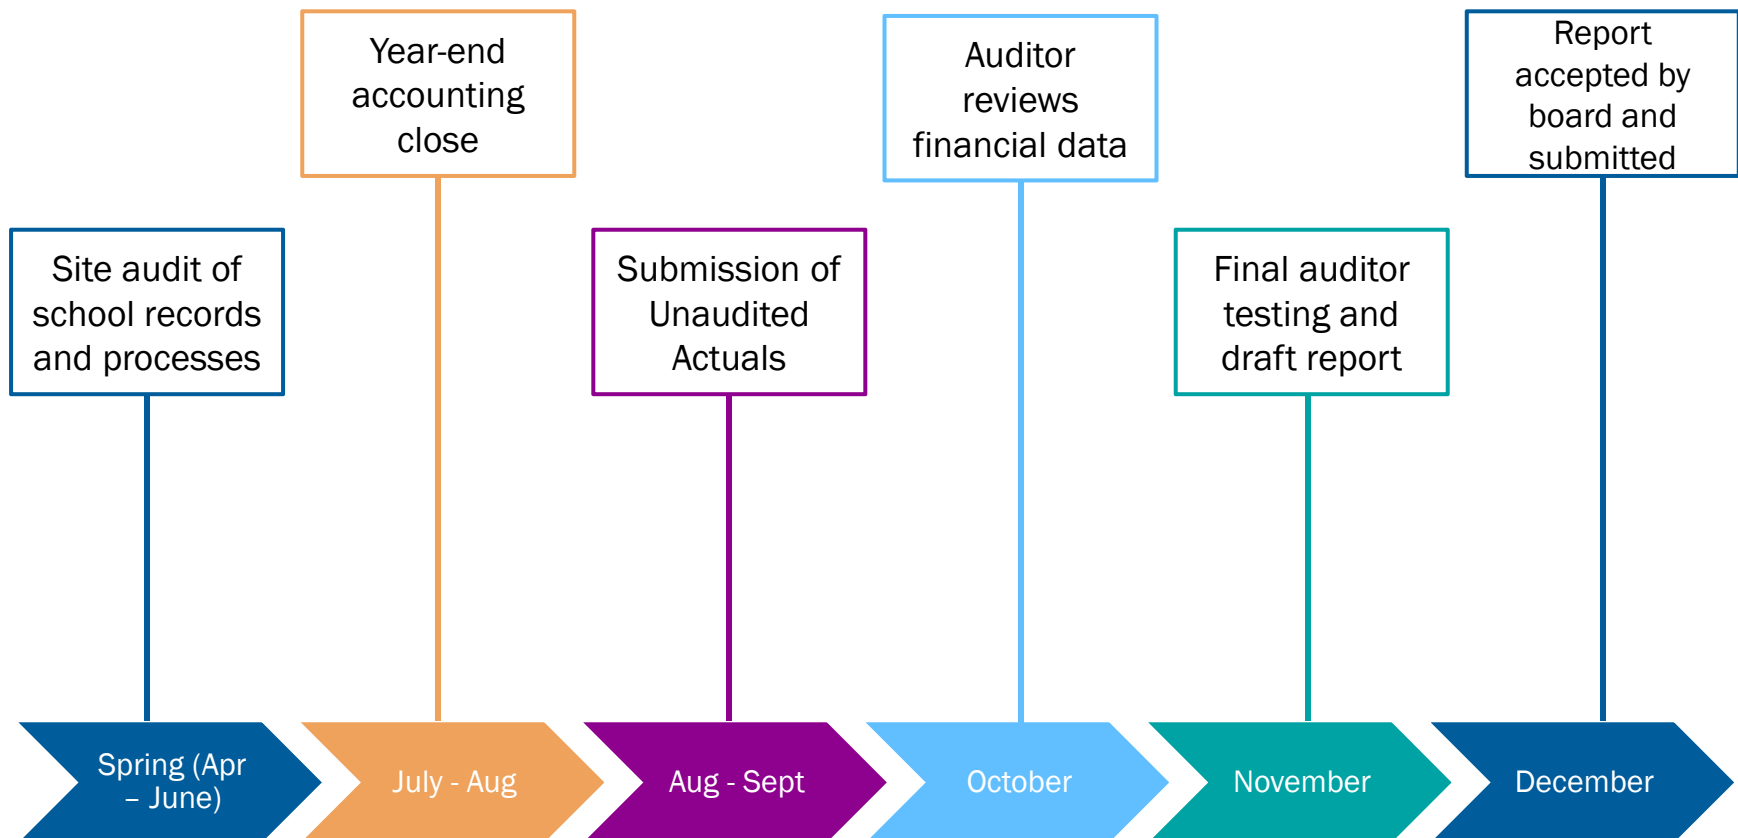 Year-end
accounting
close
Auditor
reviews
financial data
Report
accepted by
board and
submitted
Site audit of
school records
and processes
Submission of
Unaudited
Actuals
Final auditor
testing and
draft report
Spring (Apr
– June)
July - Aug
Aug - Sept
October
November
December